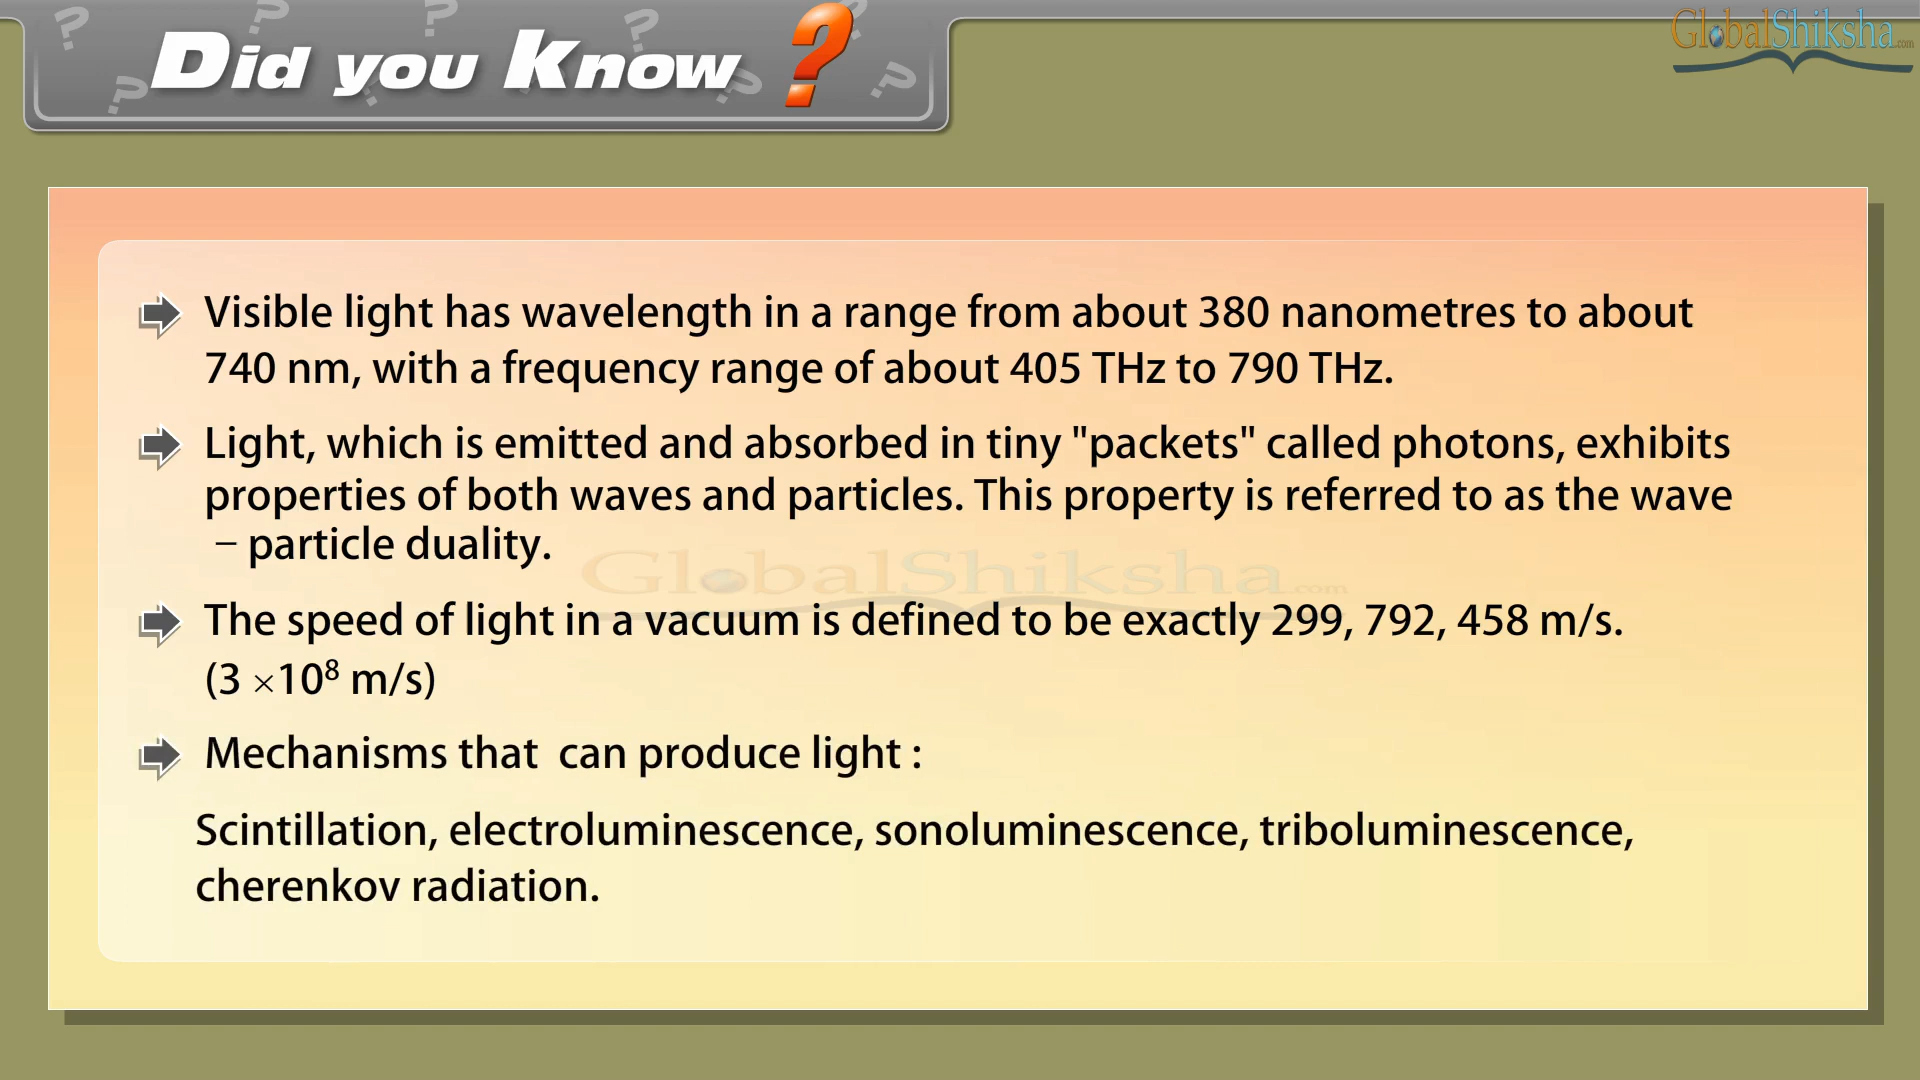 Did you Know ?
GlobalShiksha.com
Visible light has wavelength in a range from about 380 nanometres to about
740 nm, with a frequency range of about 405 THz to 790 THz.
Light, which is emitted and absorbed in tiny "packets" called photons, exhibits
properties of both waves and particles. This property is referred to as the wave
– particle duality.
GlobalShiksha.com
The speed of light in a vacuum is defined to be exactly 299, 792, 458 m/s.
(3 ×10⁸ m/s)
Mechanisms that can produce light :
Scintillation, electroluminescence, sonoluminescence, triboluminescence,
cherenkov radiation.